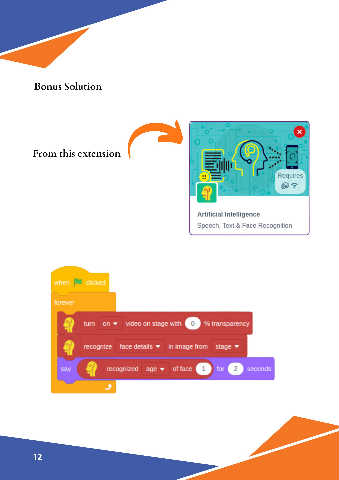 Bonus Solution
From this extension
Requires
Artificial Intelligence
Speech, Text & Face Recognition
when clicked
forever
turn on video on stage with 0 % transparency
recognize face details in image from stage
say recognized age of face 1 for 2 seconds
12